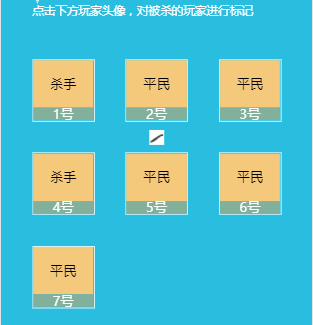 点击下方玩家头像，对被杀的玩家进行标记
杀手 平民 平民
1号 2号 3号
杀手 平民 平民
4号 5号 6号
平民
7号